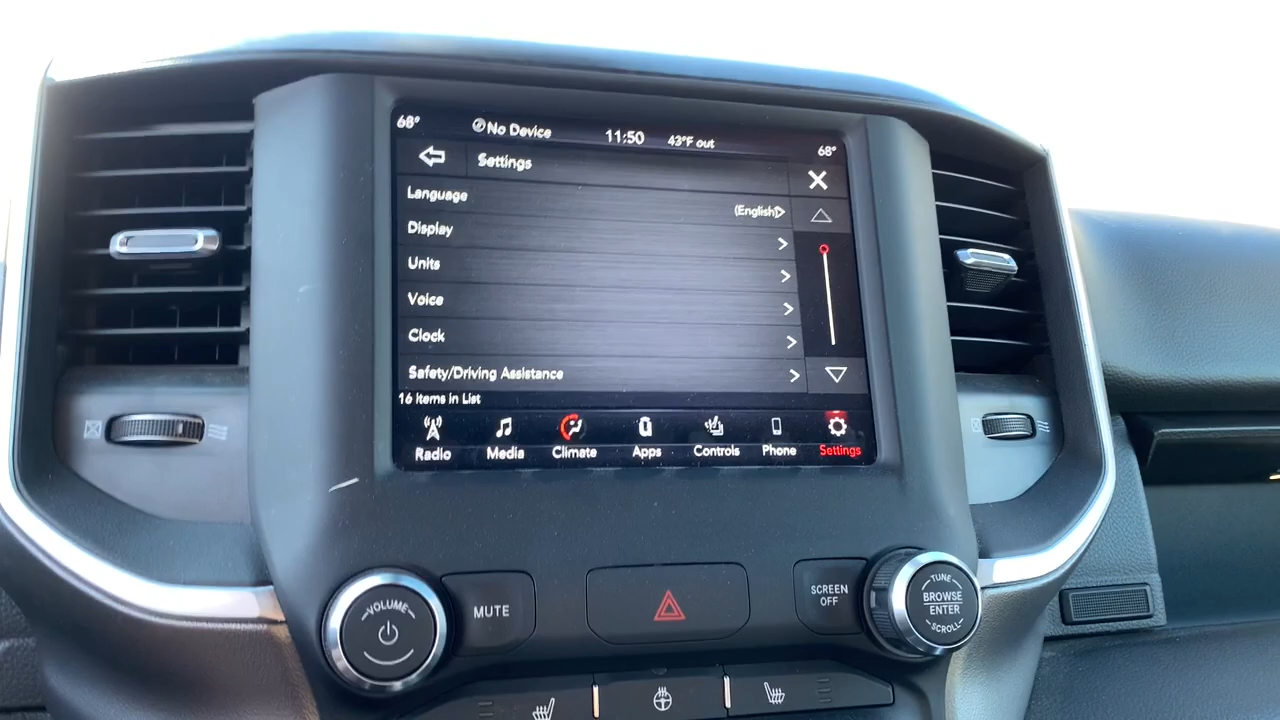 68° No Device 11:50 43°F out 68°
Settings
Language (English)
Display
Units
Voice
Clock
Safety/Driving Assistance
16 Items in List
Radio Media Climate Apps Controls Phone Settings
VOLUME
MUTE
SCREEN
OFF
TUNE
BROWSE
ENTER
SCROLL